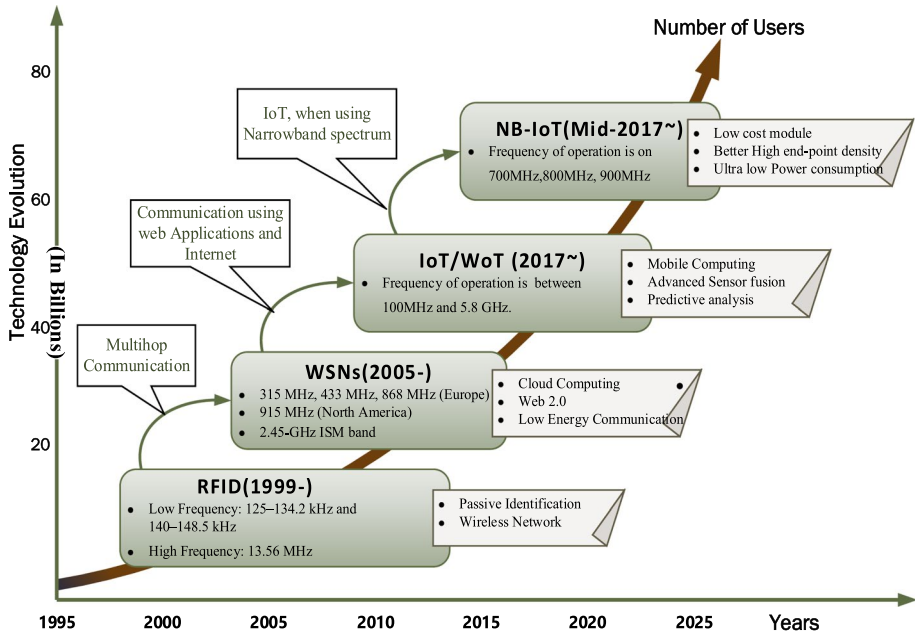 Number of Users
80
60
40
20
Technology Evolution
(In Billions)
IoT, when using
Narrowband spectrum
NB-IoT(Mid-2017~)
• Frequency of operation is on
700MHz,800MHz, 900MHz
• Low cost module
• Better High end-point density
• Ultra low Power consumption
Communication using
web Applications and
Internet
IoT/WoT (2017~)
• Frequency of operation is between
100MHz and 5.8 GHz.
• Mobile Computing
• Advanced Sensor fusion
• Predictive analysis
Multihop
Communication
WSNs(2005-)
• 315 MHz, 433 MHz, 868 MHz (Europe)
• 915 MHz (North America)
• 2.45-GHz ISM band
• Cloud Computing •
• Web 2.0
• Low Energy Communication
RFID(1999-)
• Low Frequency: 125–134.2 kHz and
140–148.5 kHz
• High Frequency: 13.56 MHz
• Passive Identification
• Wireless Network
1995 2000 2005 2010 2015 2020 2025 Years